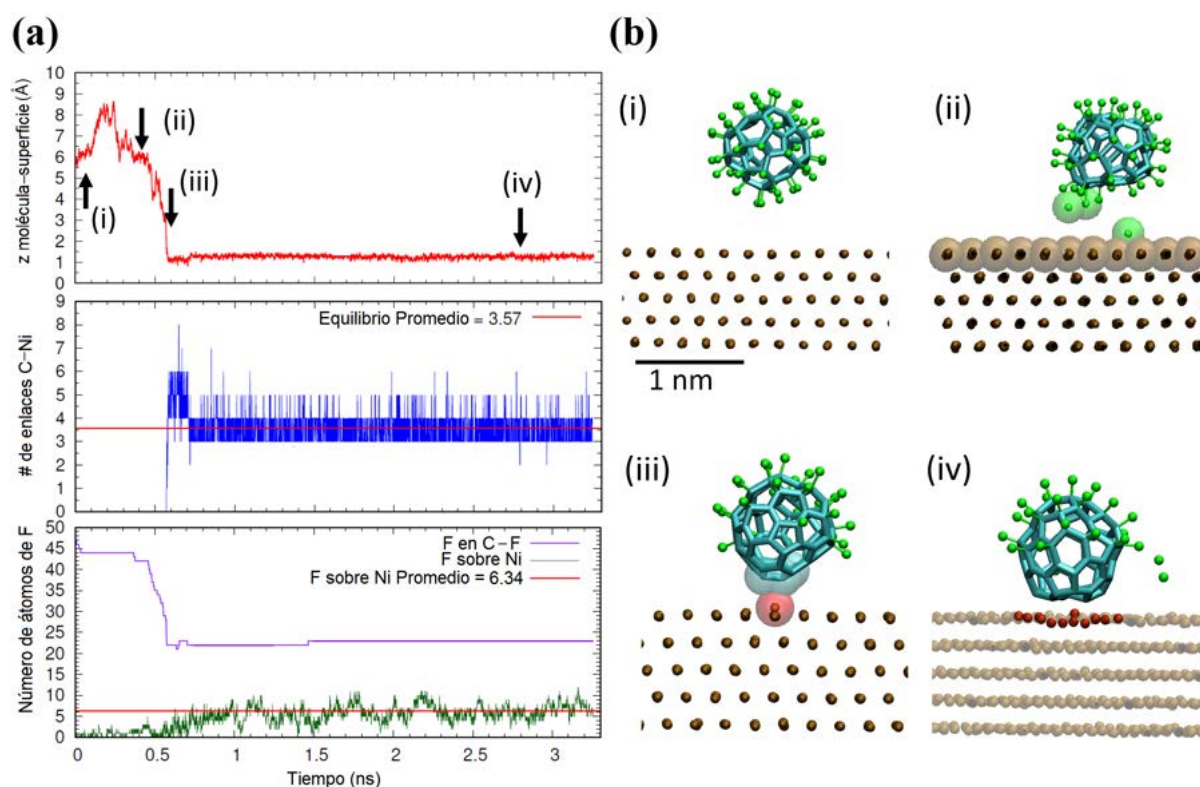 (a)
z molécula-superficie (Å)
10
9
8
7
6
5
4
3
2
1
0
(i)
(ii)
(iii)
(iv)
# de enlaces C-Ni
9
8
7
6
5
4
3
2
1
0
Equilibrio Promedio = 3.57
Número de átomos de F
50
45
40
35
30
25
20
15
10
5
0
F en C-F
F sobre Ni
F sobre Ni Promedio = 6.34
0 0.5 1 1.5 2 2.5 3
Tiempo (ns)
(b)
(i)
(ii)
1 nm
(iii)
(iv)